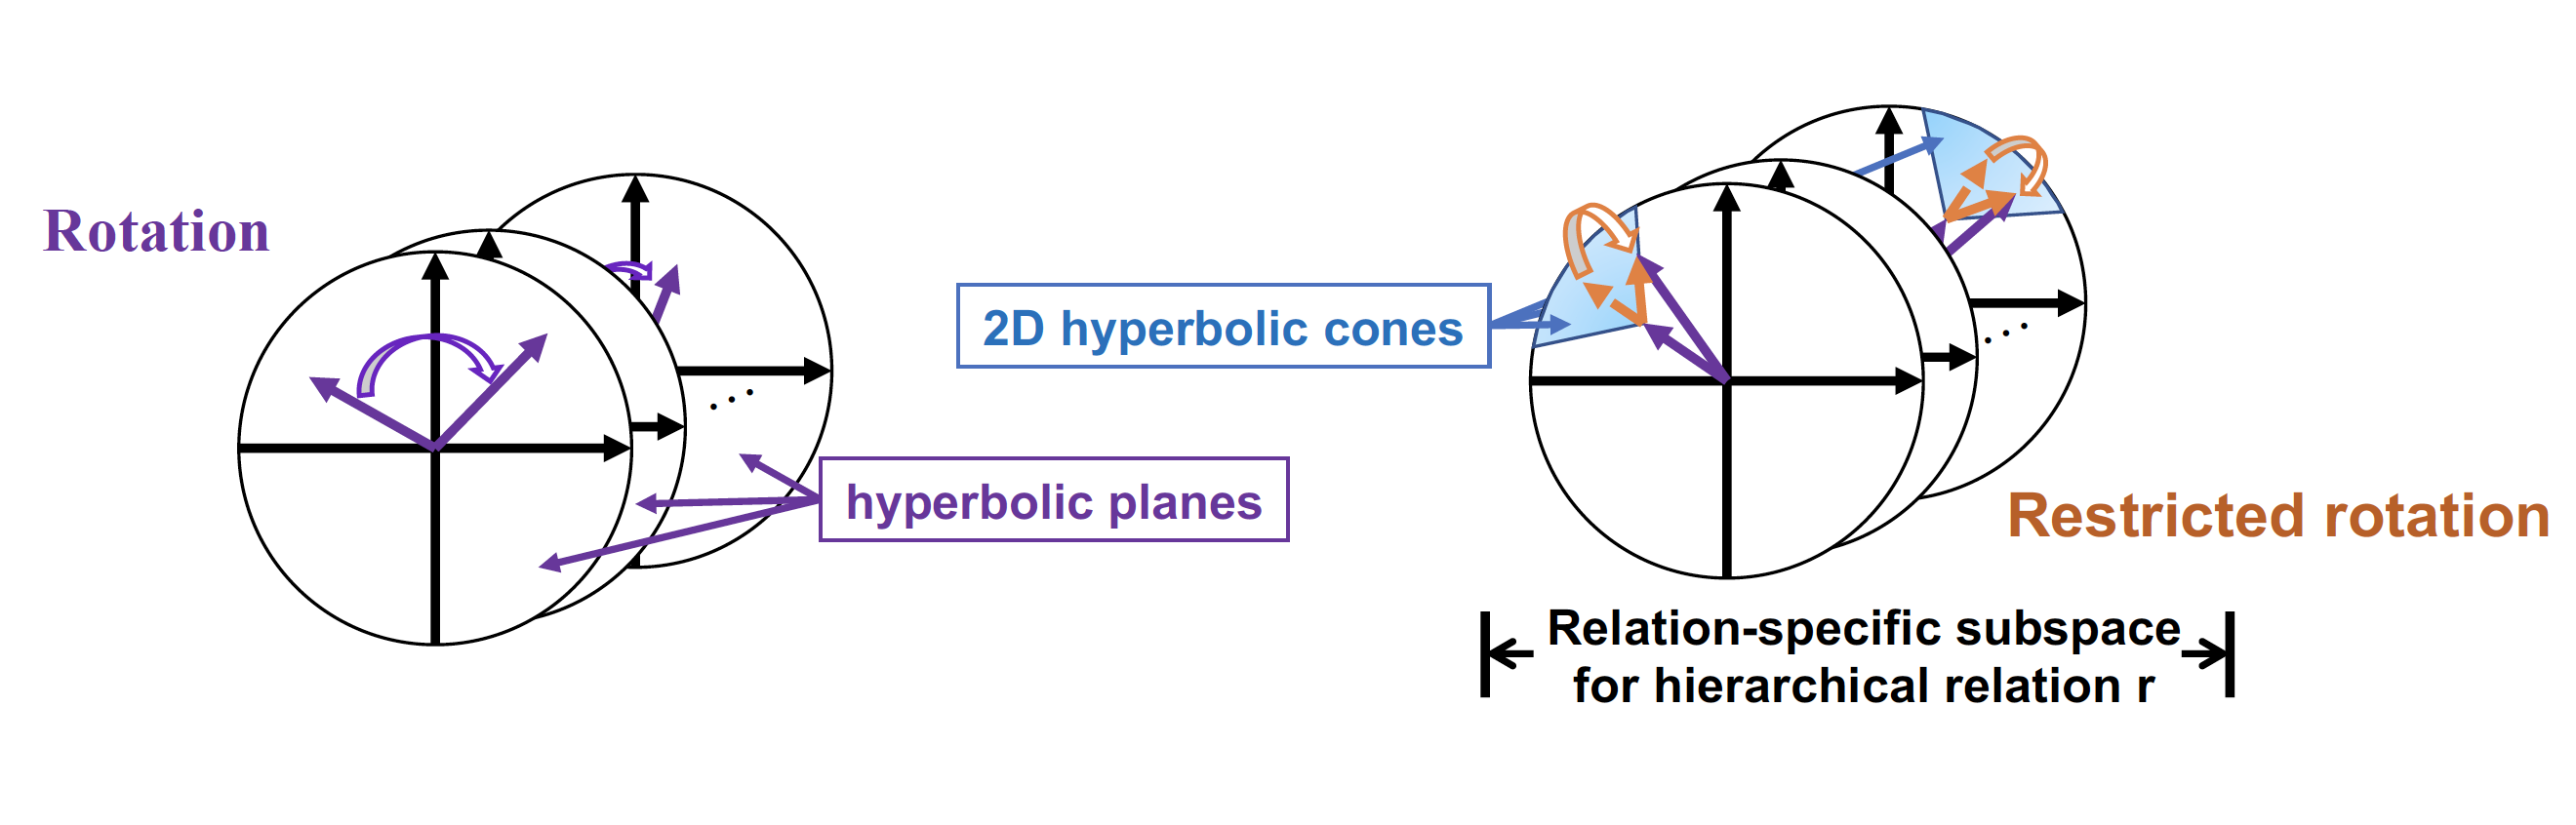 Rotation
...
hyperbolic planes
2D hyperbolic cones
...
Restricted rotation
Relation-specific subspace
for hierarchical relation r